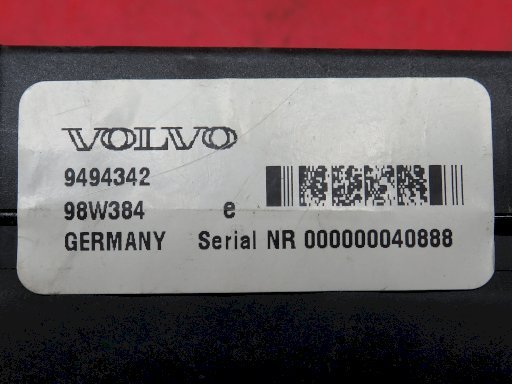 VOLVO
9494342
98W384 e
GERMANY Serial NR 000000040888